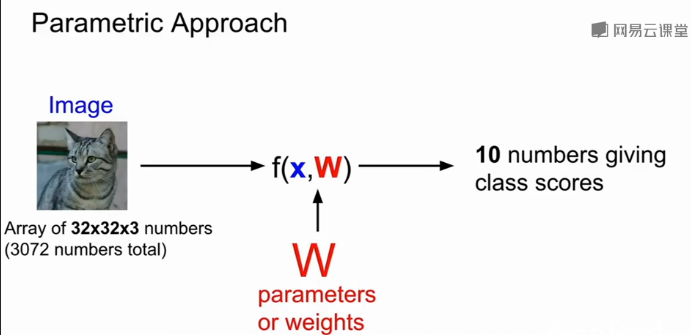 Parametric Approach
网易云课堂
Image
f(x,W)
10 numbers giving
class scores
Array of 32x32x3 numbers
(3072 numbers total)
W
parameters
or weights